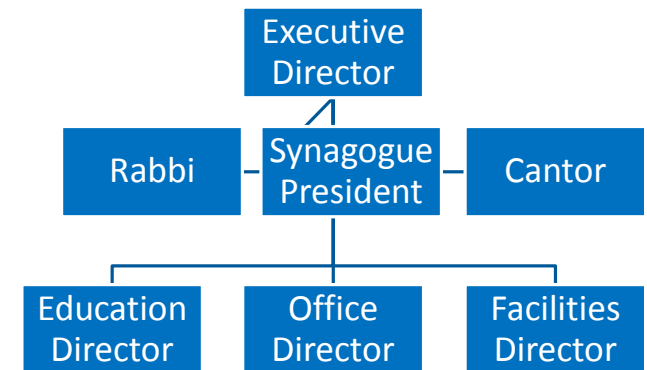 Executive
Director
Rabbi
Synagogue
President
Cantor
Education
Director
Office
Director
Facilities
Director